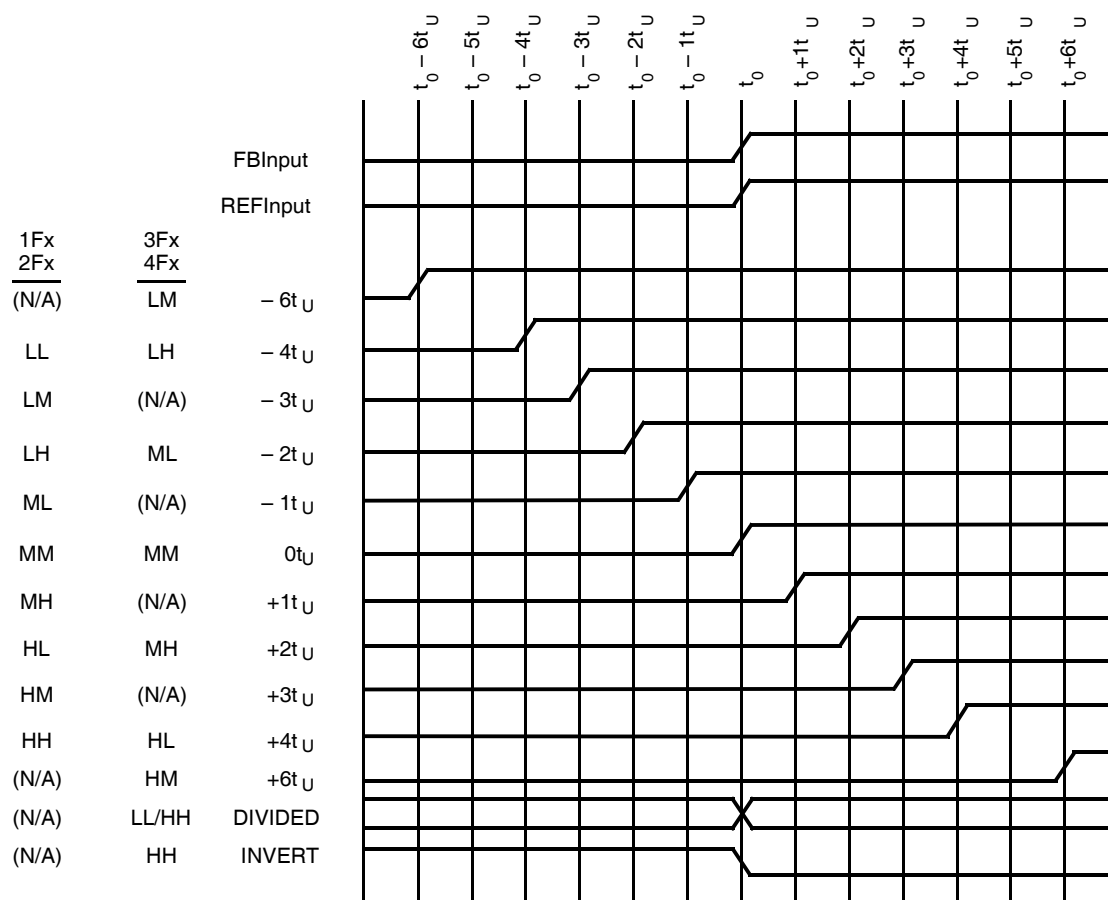 t0 – 6tU t0 – 5tU t0 – 4tU t0 – 3tU t0 – 2tU t0 – 1tU t0 t0+1tU t0+2tU t0+3tU t0+4tU t0+5tU t0+6tU
FBInput
REFInput
1Fx 3Fx
2Fx 4Fx
(N/A) LM – 6tU
LL LH – 4tU
LM (N/A) – 3tU
LH ML – 2tU
ML (N/A) – 1tU
MM MM 0tU
MH (N/A) +1tU
HL MH +2tU
HM (N/A) +3tU
HH HL +4tU
(N/A) HM +6tU
(N/A) LL/HH DIVIDED
(N/A) HH INVERT